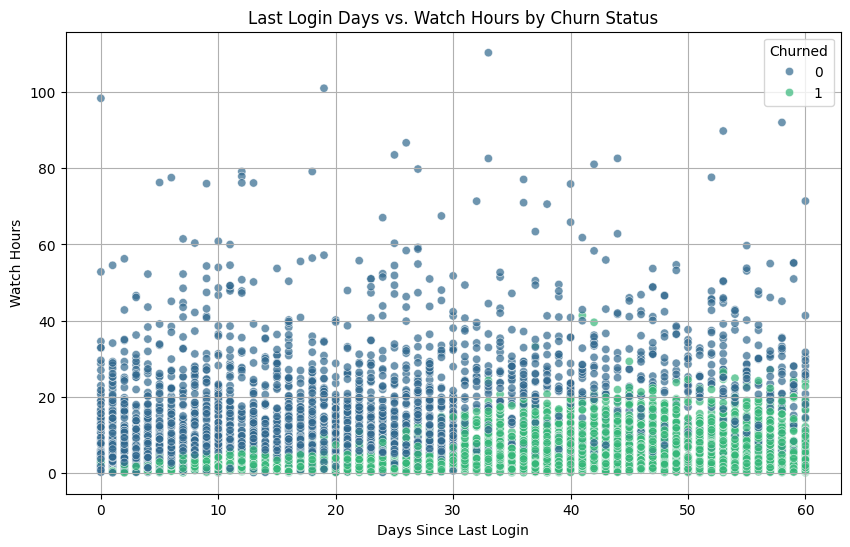 Last Login Days vs. Watch Hours by Churn Status
Churned
0
1
Watch Hours
100
80
60
40
20
0
0 10 20 30 40 50 60
Days Since Last Login